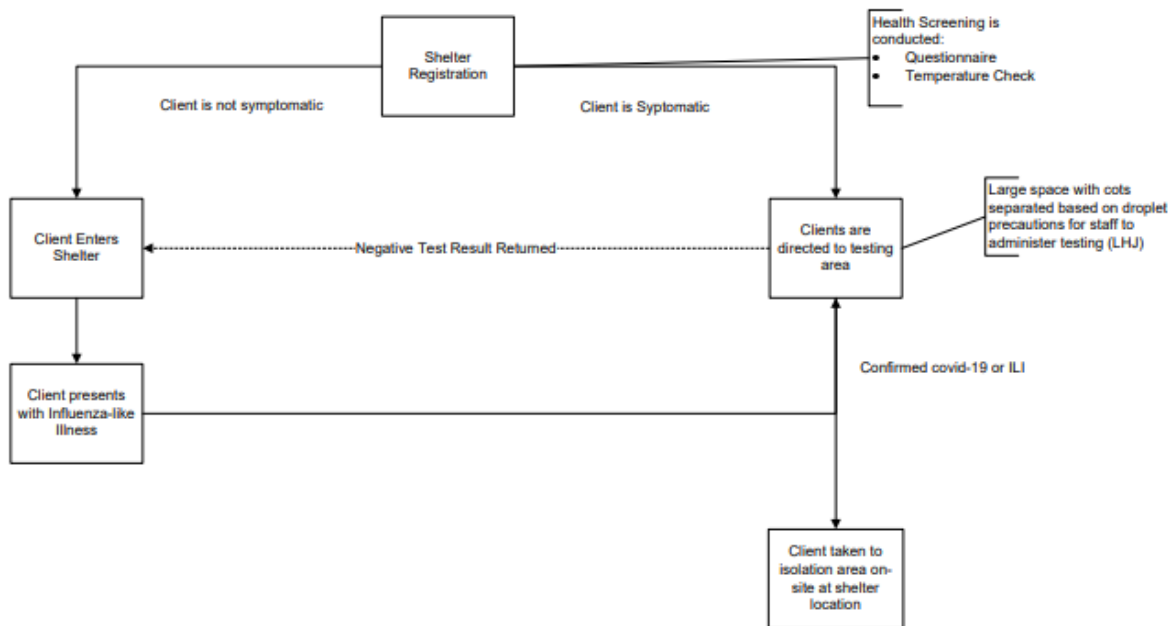 Health Screening is
conducted:
• Questionnaire
• Temperature Check
Shelter
Registration
Client is not symptomatic
Client is Syptomatic
Large space with cots
separated based on droplet
precautions for staff to
administer testing (LHJ)
Client Enters
Shelter
Negative Test Result Returned
Clients are
directed to testing
area
Confirmed covid-19 or ILI
Client presents
with Influenza-like
Illness
Client taken to
isolation area on-
site at shelter
location